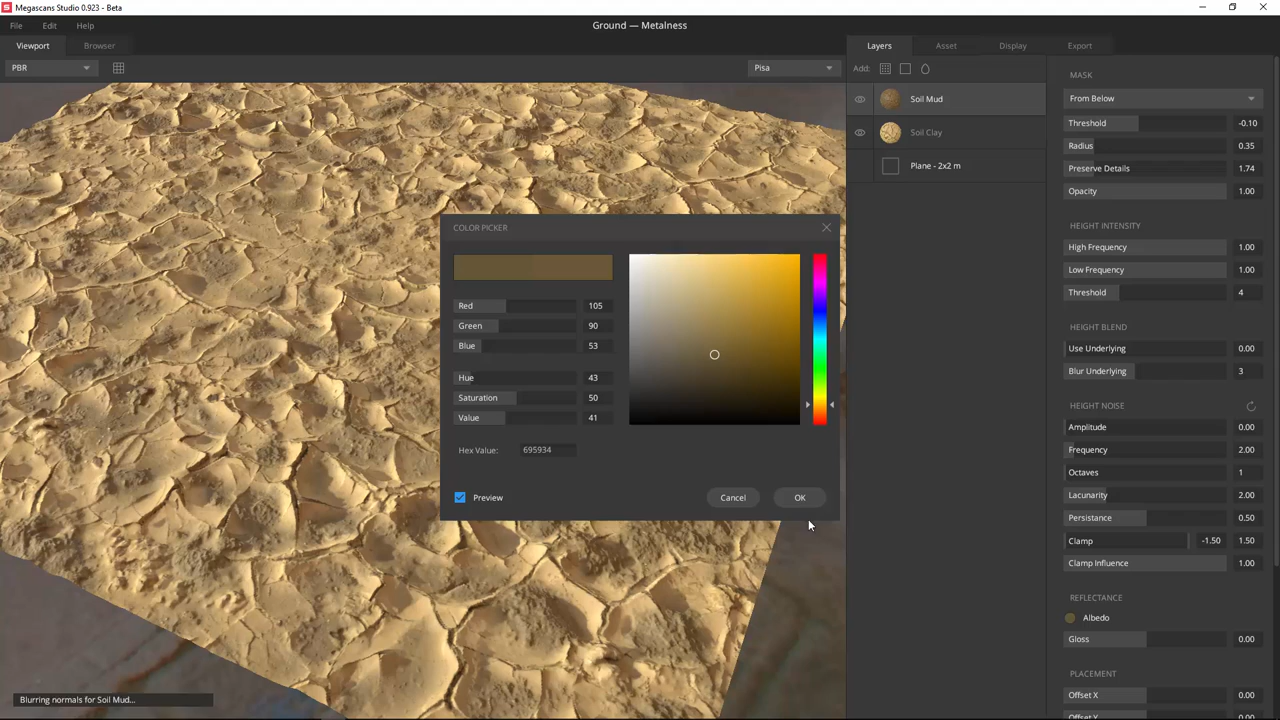 Megascans Studio 0.923 - Beta
File Edit Help
Ground — Metalness
Viewport Browser
Layers Asset Display Export
PBR
Pisa
Add:
Soil Mud
Soil Clay
Plane - 2x2 m
MASK
From Below
Threshold -0.10
Radius 0.35
Preserve Details 1.74
Opacity 1.00
HEIGHT INTENSITY
High Frequency 1.00
Low Frequency 1.00
Threshold 4
HEIGHT BLEND
Use Underlying 0.00
Blur Underlying 3
HEIGHT NOISE
Amplitude 0.00
Frequency 2.00
Octaves 1
Lacunarity 2.00
Persistance 0.50
Clamp -1.50 1.50
Clamp Influence 1.00
REFLECTANCE
Albedo
Gloss 0.00
PLACEMENT
Offset X 0.00
Offset Y 0.00
COLOR PICKER
Red 105
Green 90
Blue 53
Hue 43
Saturation 50
Value 41
Hex Value: 695934
Preview
Cancel OK
Blurring normals for Soil Mud...